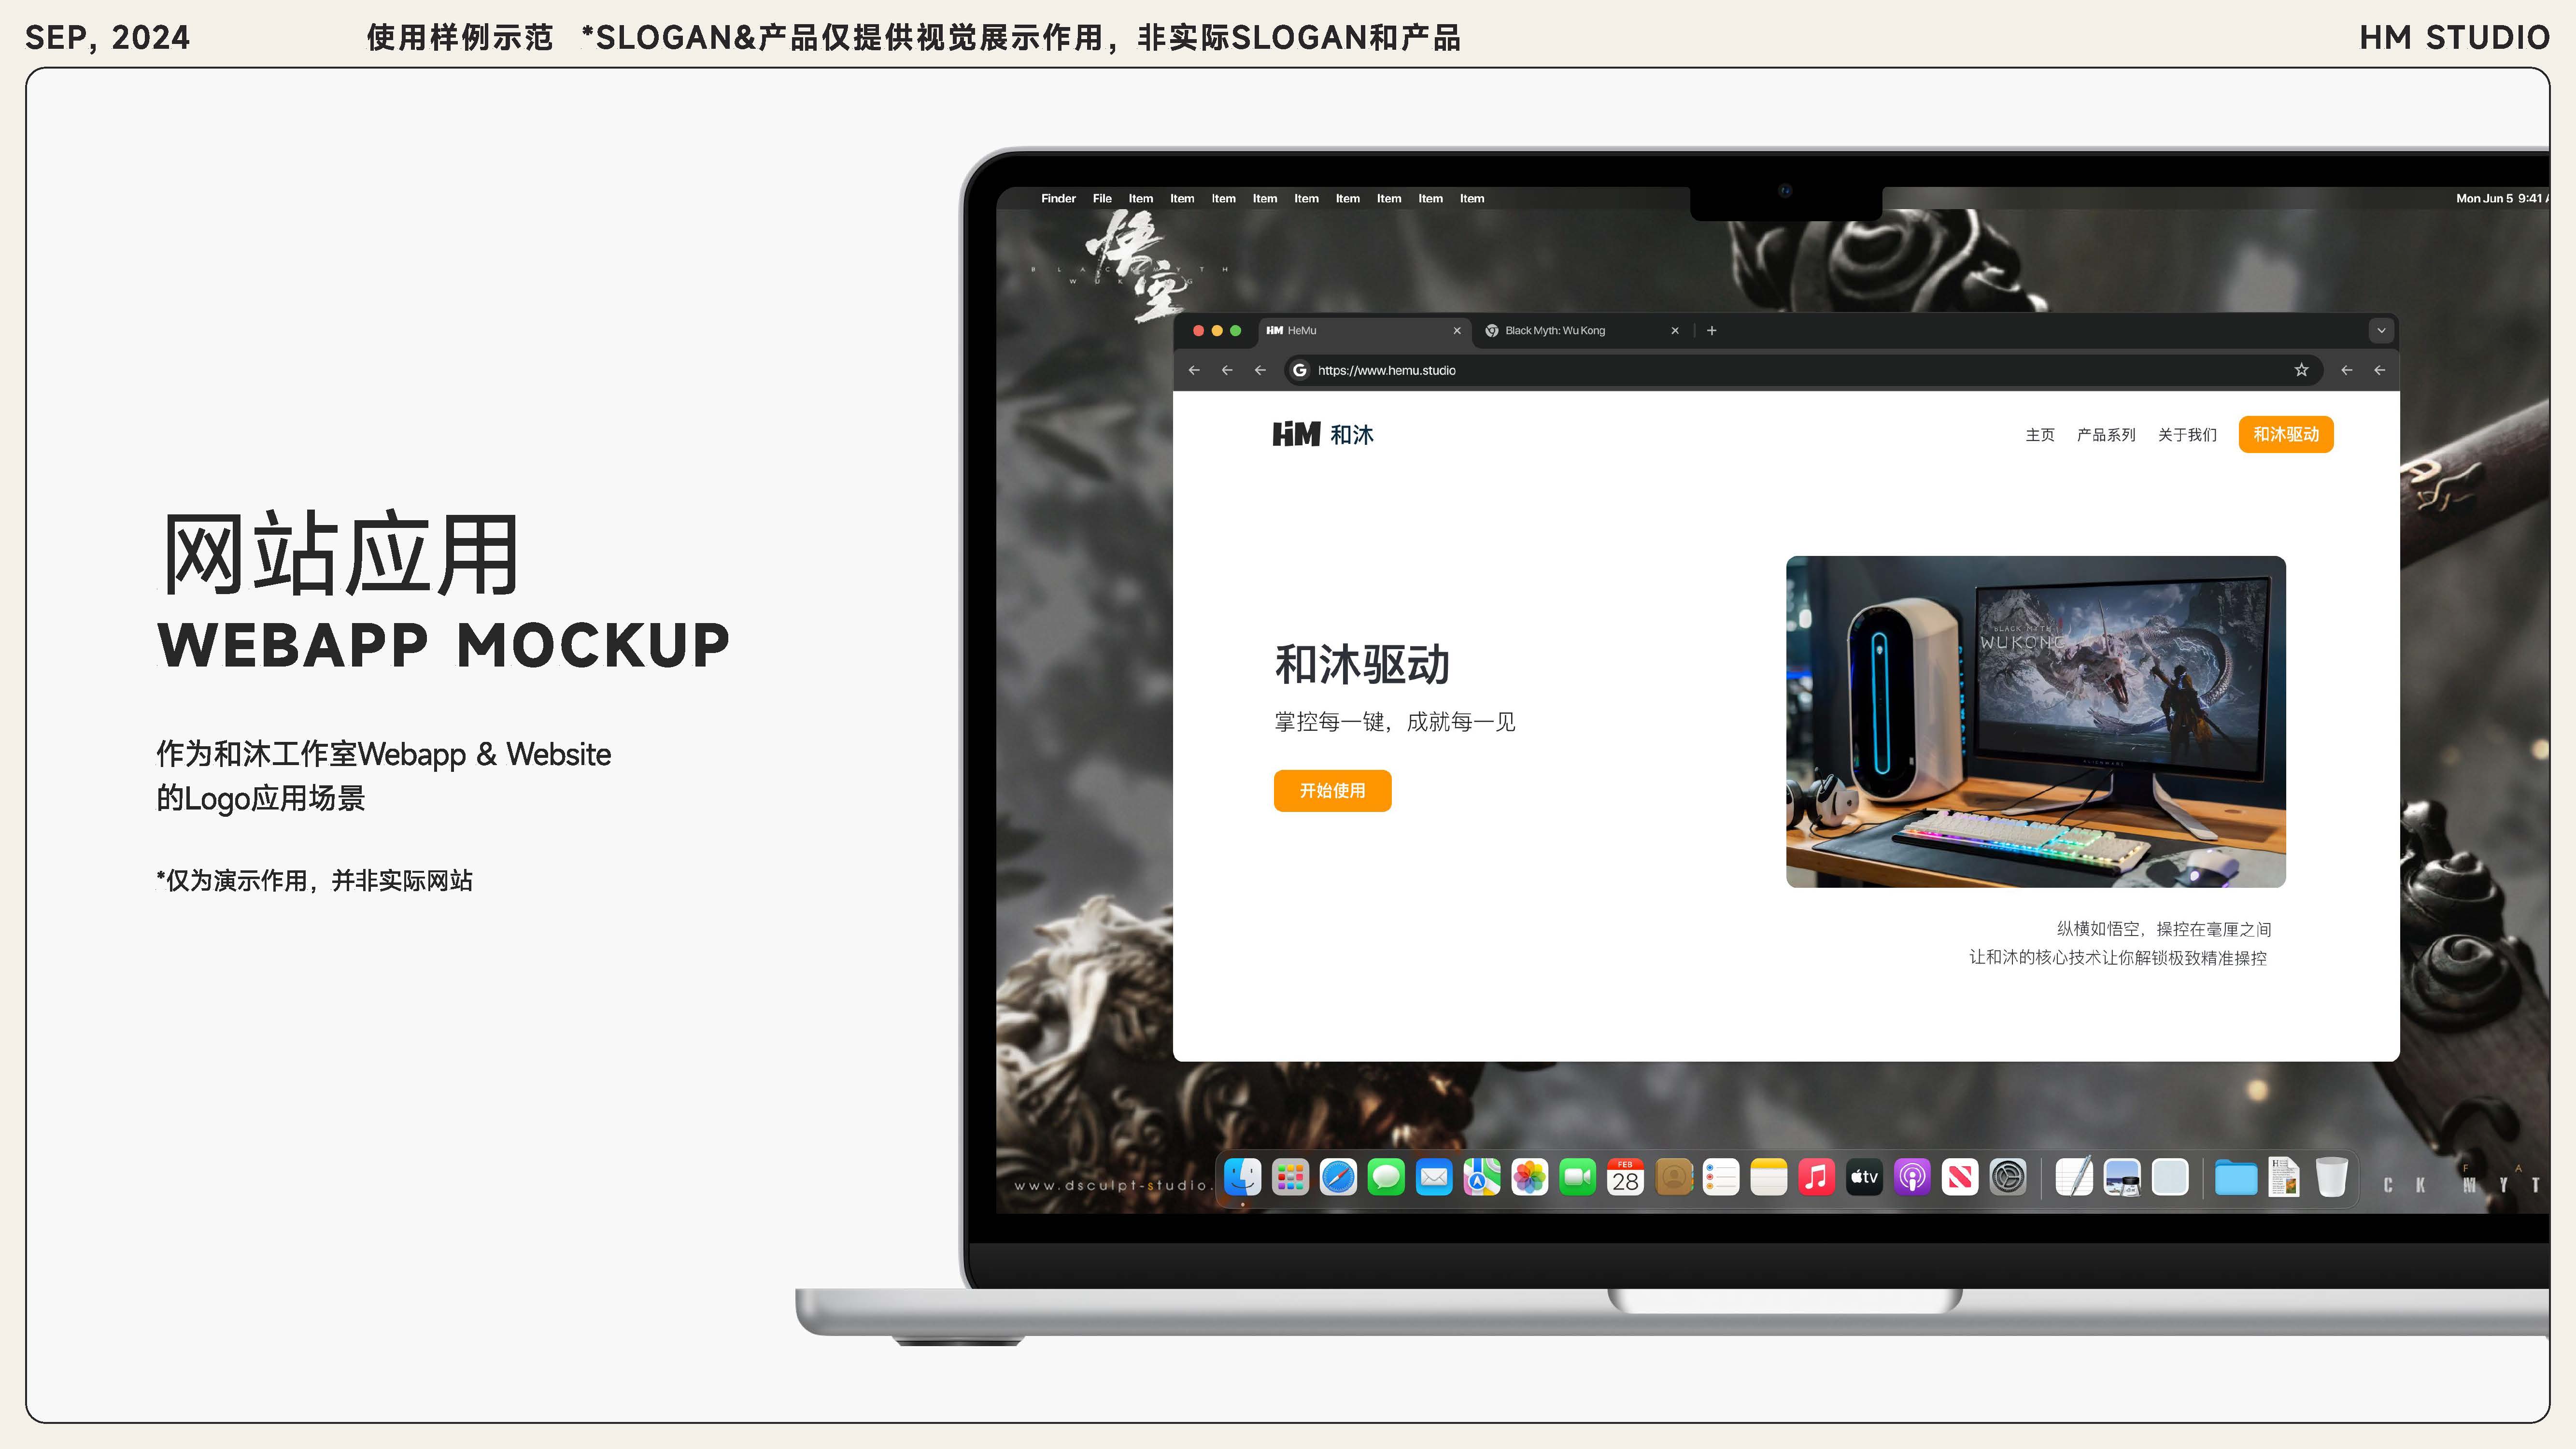 SEP, 2024
使用样例示范 *SLOGAN&产品仅提供视觉展示作用，非实际SLOGAN和产品
HM STUDIO
网站应用
WEBAPP MOCKUP
作为和沐工作室Webapp & Website
的Logo应用场景
*仅为演示作用，并非实际网站
Finder File Item Item Item Item Item Item Item Item Item
Mon Jun 5 9:41
悟空
BLACK MYTH
WUKONG
HM HeMu
Black Myth: Wu Kong
https://www.hemu.studio
HM 和沐
主页 产品系列 关于我们 和沐驱动
和沐驱动
掌控每一键，成就每一见
开始使用
BLACK MYTH
WUKONG
ALIENWARE
纵横如悟空，操控在毫厘之间
让和沐的核心技术让你解锁极致精准操控
www.dsculpt-studio.
FEB
28
tv
F A
C K M Y T